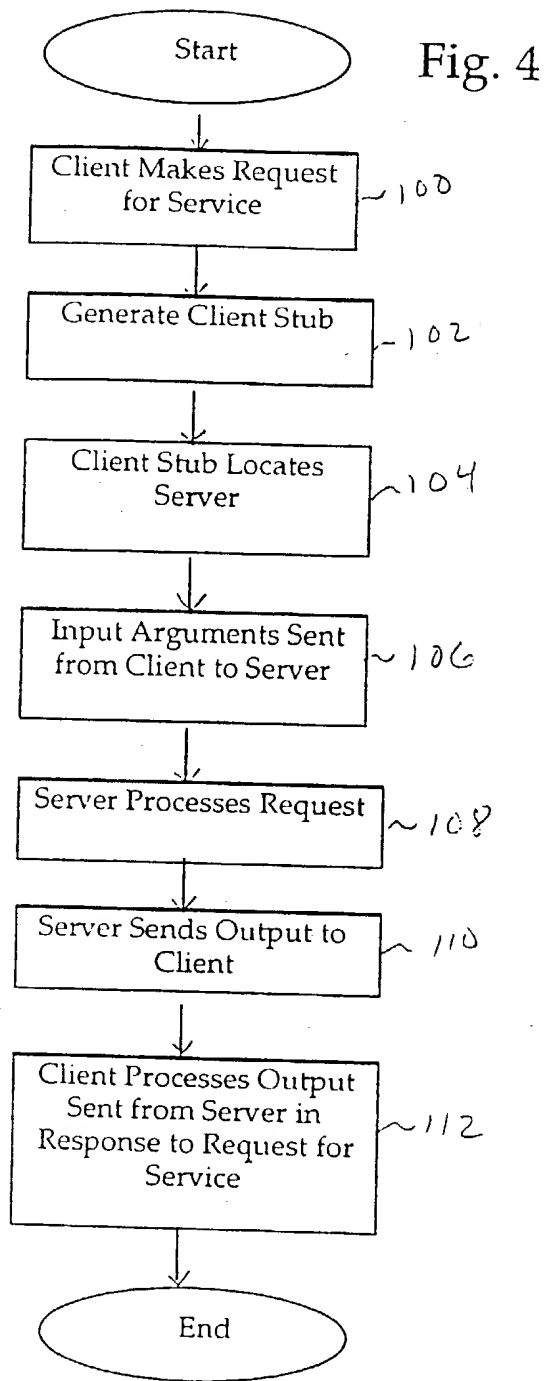 Start
Fig. 4
Client Makes Request
for Service
~100
Generate Client Stub
~102
Client Stub Locates
Server
~104
Input Arguments Sent
from Client to Server
~106
Server Processes Request
~108
Server Sends Output to
Client
~110
Client Processes Output
Sent from Server in
Response to Request for
Service
~112
End